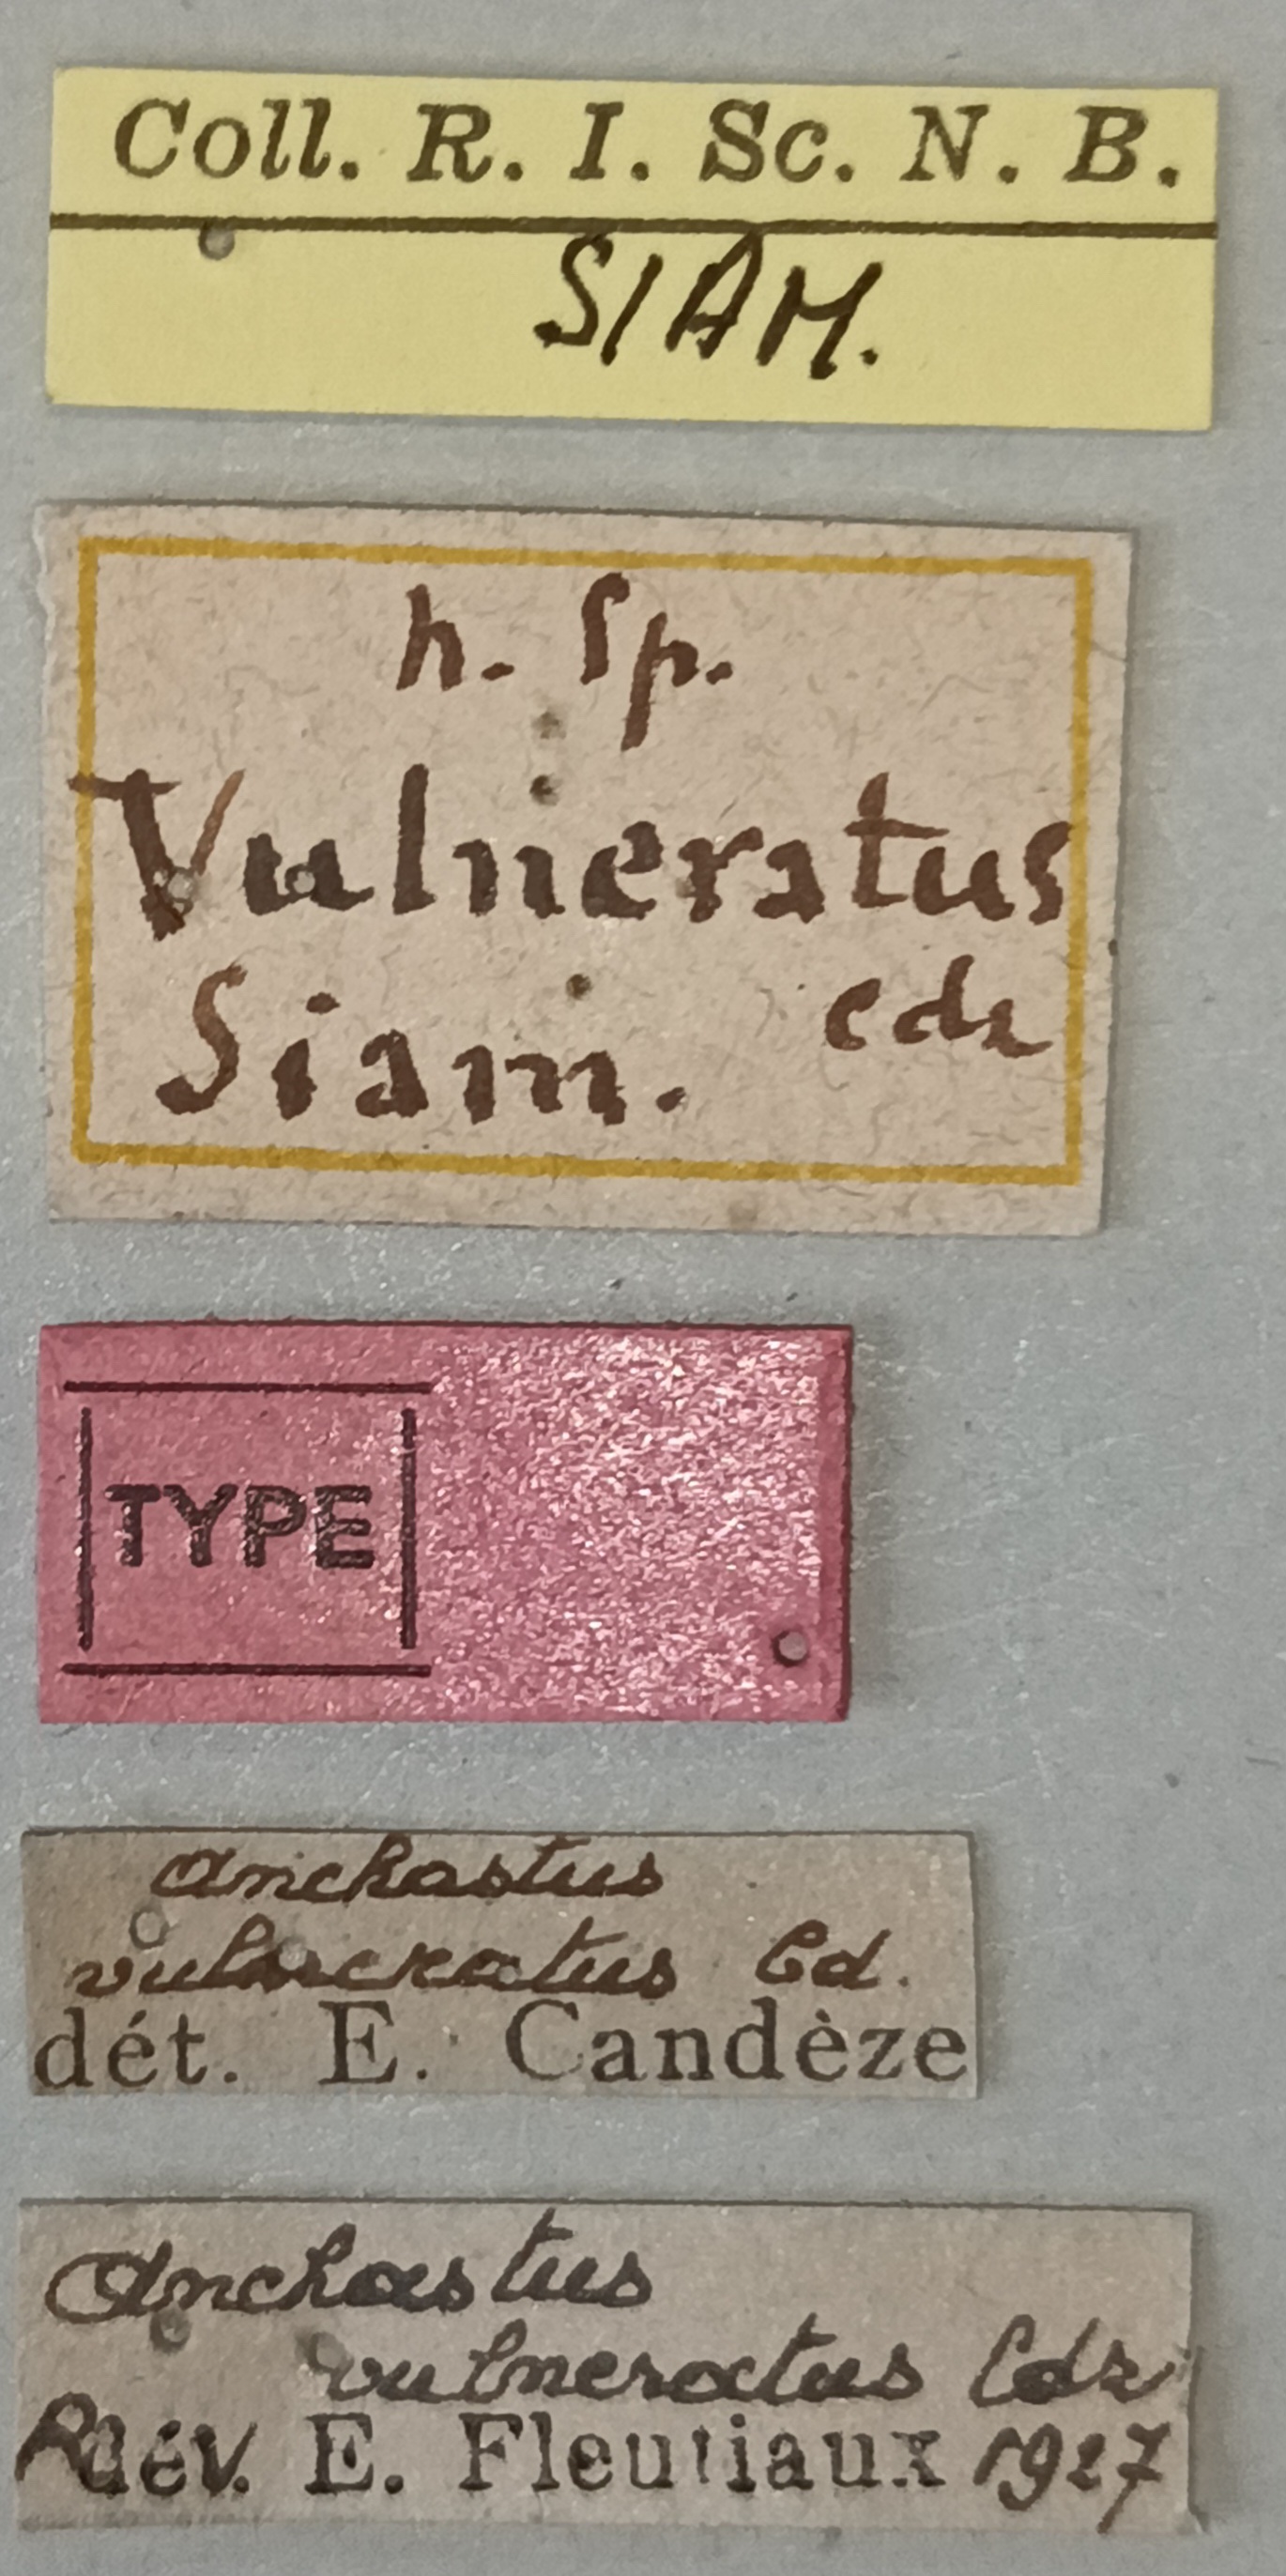 Coll. R. I. Sc. N. B.
SIAM.
n. Sp.
Vulneratus
cdz
Siam.
TYPE
Anchastus
vulneratus Cd.
dét. E. Candèze
Anchastus
vulneratus Cdz
Rév. E. Fleutiaux 1927